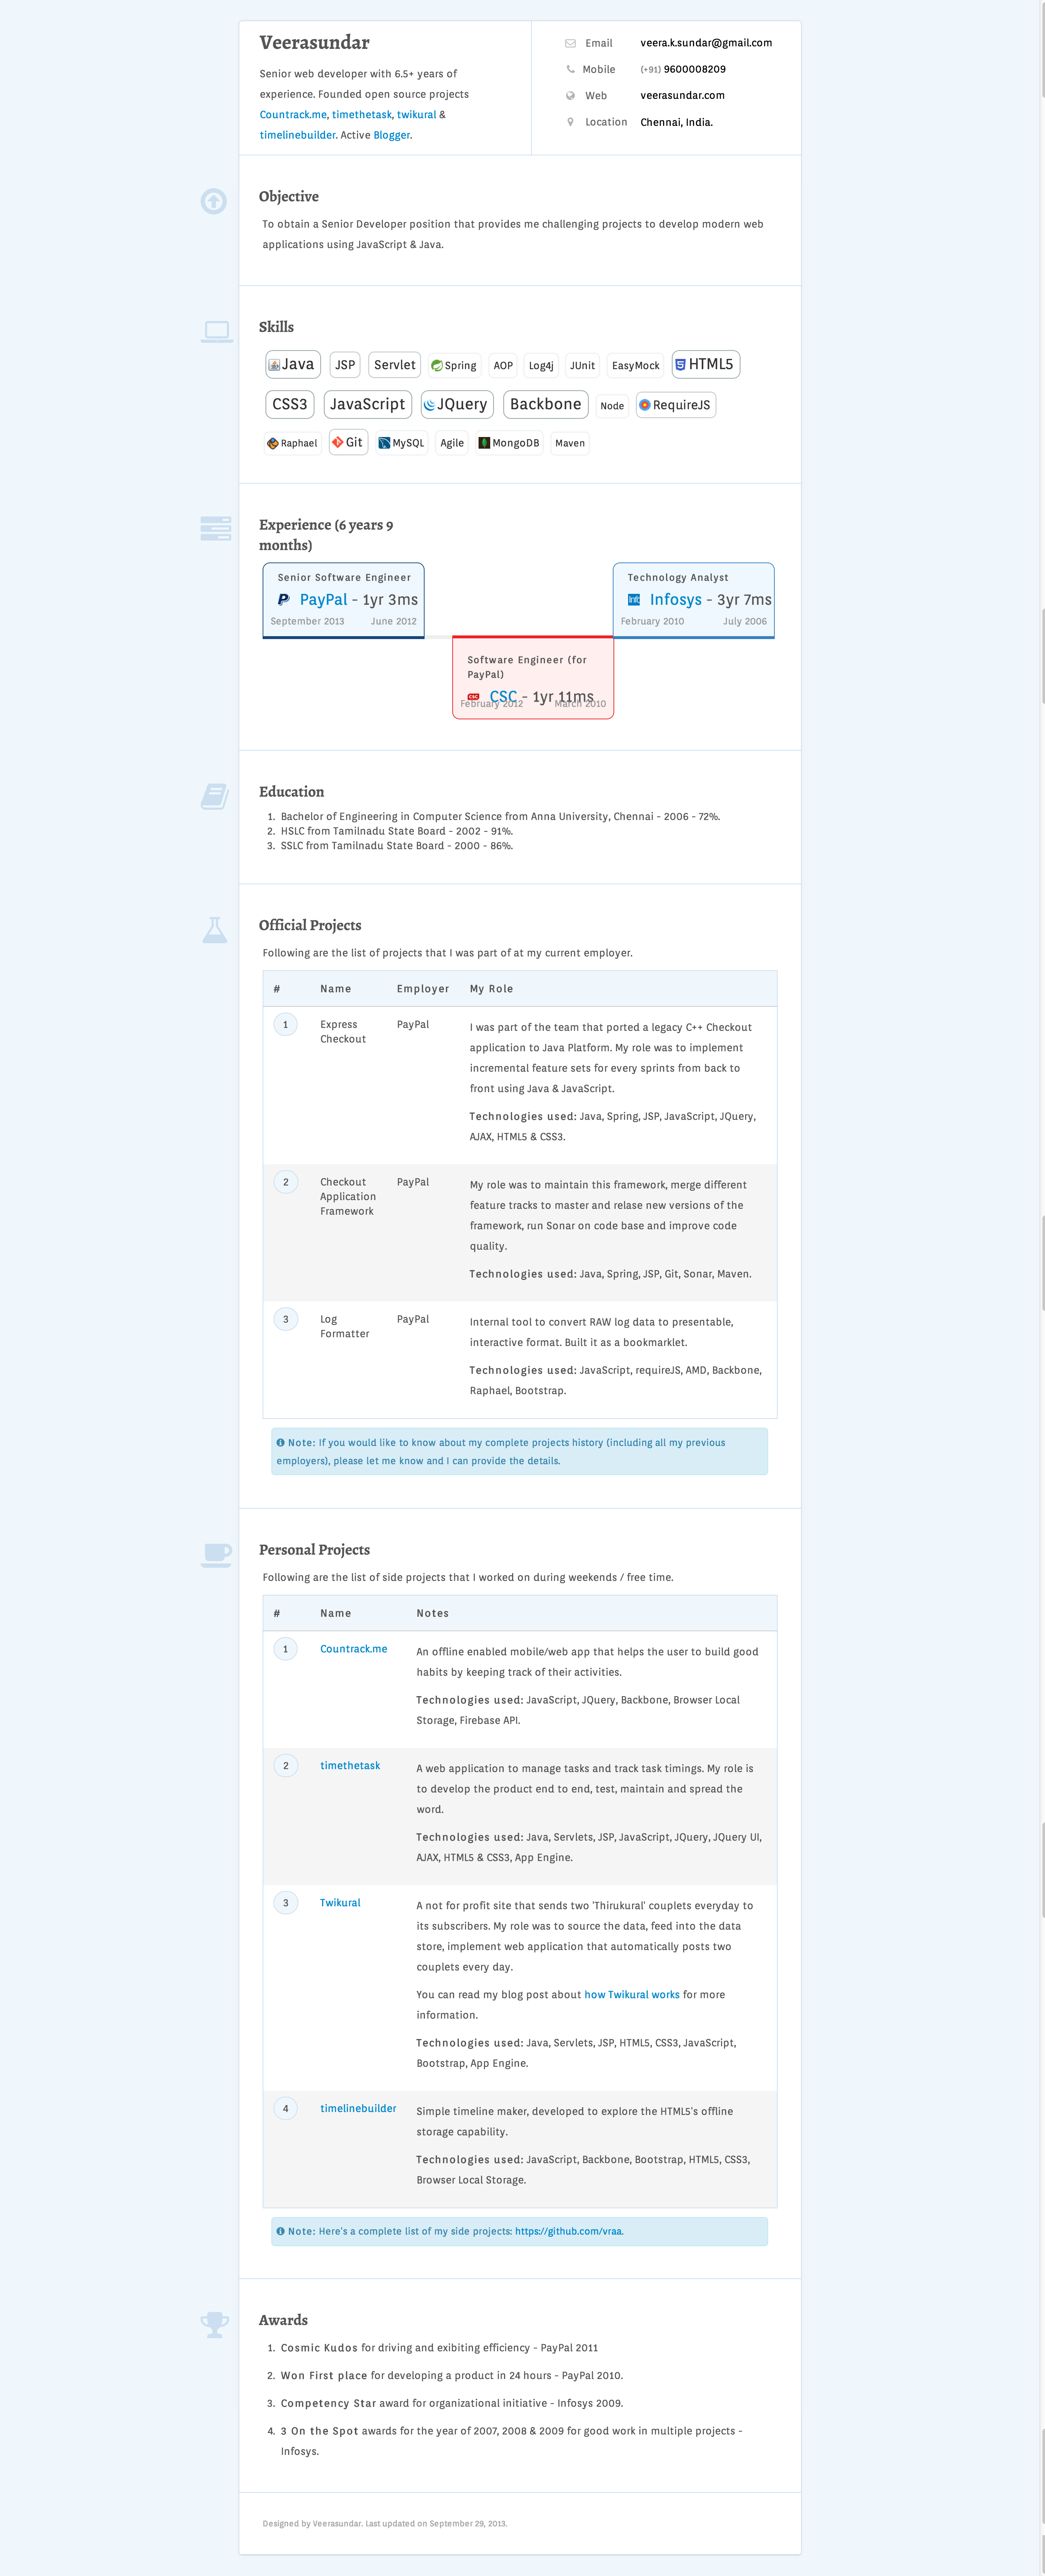 Veerasundar
Senior web developer with 6.5+ years of
experience. Founded open source projects
Countrack.me, timethetask, twikural &
timelinebuilder. Active Blogger.
Email veera.k.sundar@gmail.com
Mobile (+91) 9600008209
Web veerasundar.com
Location Chennai, India.
Objective
To obtain a Senior Developer position that provides me challenging projects to develop modern web
applications using JavaScript & Java.
Skills
Java JSP Servlet Spring AOP Log4j JUnit EasyMock HTML5
CSS3 JavaScript JQuery Backbone Node RequireJS
Raphael Git MySQL Agile MongoDB Maven
Experience (6 years 9
months)
Senior Software Engineer
PayPal - 1yr 3ms
September 2013 June 2012
Technology Analyst
Infosys - 3yr 7ms
February 2010 July 2006
Software Engineer (for
PayPal)
CSC CSC - 1yr 11ms
February 2012 March 2010
Education
1. Bachelor of Engineering in Computer Science from Anna University, Chennai - 2006 - 72%.
2. HSLC from Tamilnadu State Board - 2002 - 91%.
3. SSLC from Tamilnadu State Board - 2000 - 86%.
Official Projects
Following are the list of projects that I was part of at my current employer.
# Name Employer My Role
1 Express PayPal
Checkout
I was part of the team that ported a legacy C++ Checkout
application to Java Platform. My role was to implement
incremental feature sets for every sprints from back to
front using Java & JavaScript.
Technologies used: Java, Spring, JSP, JavaScript, JQuery,
AJAX, HTML5 & CSS3.
2 Checkout PayPal
Application
Framework
My role was to maintain this framework, merge different
feature tracks to master and relase new versions of the
framework, run Sonar on code base and improve code
quality.
Technologies used: Java, Spring, JSP, Git, Sonar, Maven.
3 Log PayPal
Formatter
Internal tool to convert RAW log data to presentable,
interactive format. Built it as a bookmarklet.
Technologies used: JavaScript, requireJS, AMD, Backbone,
Raphael, Bootstrap.
Note: If you would like to know about my complete projects history (including all my previous
employers), please let me know and I can provide the details.
Personal Projects
Following are the list of side projects that I worked on during weekends / free time.
# Name Notes
1 Countrack.me
An offline enabled mobile/web app that helps the user to build good
habits by keeping track of their activities.
Technologies used: JavaScript, JQuery, Backbone, Browser Local
Storage, Firebase API.
2 timethetask
A web application to manage tasks and track task timings. My role is
to develop the product end to end, test, maintain and spread the
word.
Technologies used: Java, Servlets, JSP, JavaScript, JQuery, JQuery UI,
AJAX, HTML5 & CSS3, App Engine.
3 Twikural
A not for profit site that sends two 'Thirukural' couplets everyday to
its subscribers. My role was to source the data, feed into the data
store, implement web application that automatically posts two
couplets every day.
You can read my blog post about how Twikural works for more
information.
Technologies used: Java, Servlets, JSP, HTML5, CSS3, JavaScript,
Bootstrap, App Engine.
4 timelinebuilder
Simple timeline maker, developed to explore the HTML5's offline
storage capability.
Technologies used: JavaScript, Backbone, Bootstrap, HTML5, CSS3,
Browser Local Storage.
Note: Here's a complete list of my side projects: https://github.com/vraa.
Awards
1. Cosmic Kudos for driving and exibiting efficiency - PayPal 2011
2. Won First place for developing a product in 24 hours - PayPal 2010.
3. Competency Star award for organizational initiative - Infosys 2009.
4. 3 On the Spot awards for the year of 2007, 2008 & 2009 for good work in multiple projects -
Infosys.
Designed by Veerasundar. Last updated on September 29, 2013.